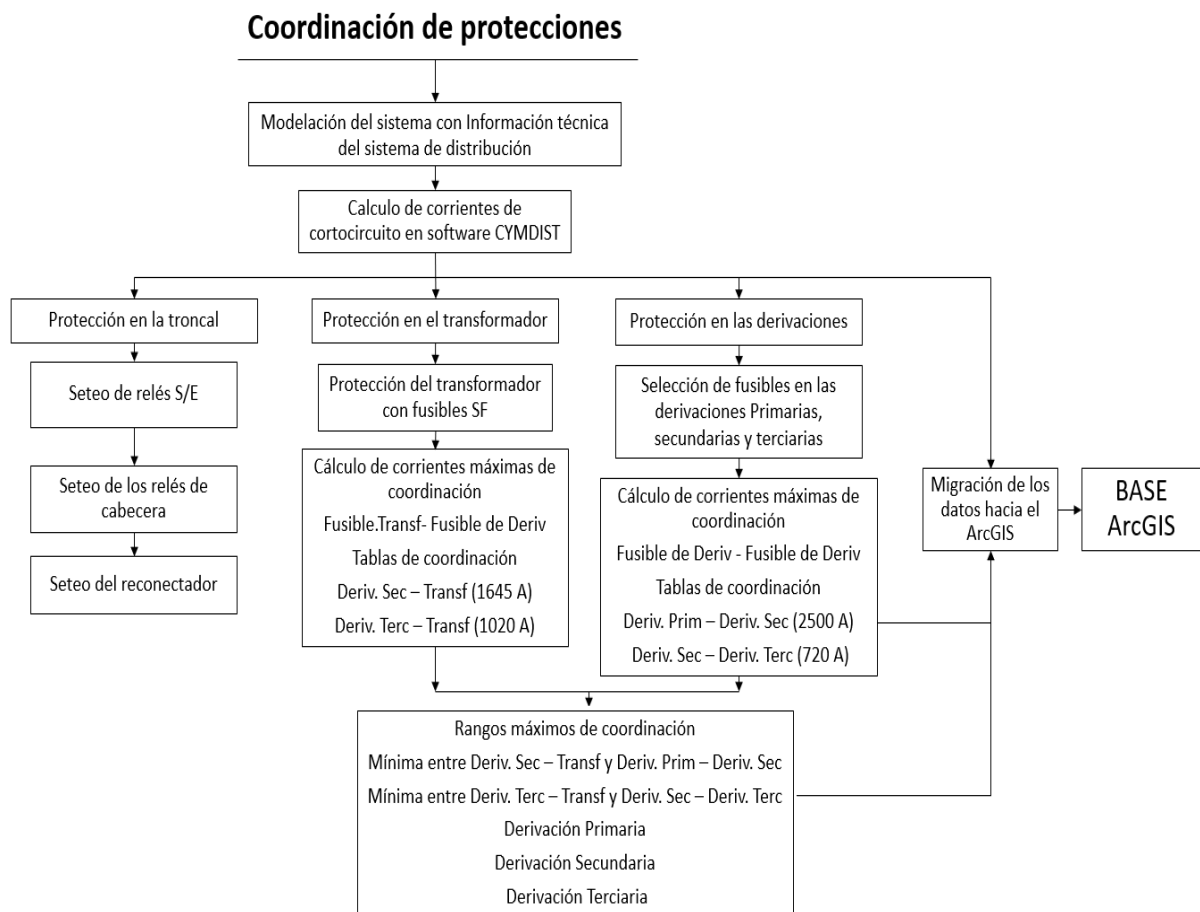 Coordinación de protecciones
Modelación del sistema con Información técnica
del sistema de distribución
Calculo de corrientes de
cortocircuito en software CYMDIST
Protección en la troncal
Seteo de relés S/E
Seteo de los relés de
cabecera
Seteo del reconectador
Protección en el transformador
Protección del transformador
con fusibles SF
Cálculo de corrientes máximas de
coordinación
Fusible.Transf- Fusible de Deriv
Tablas de coordinación
Deriv. Sec – Transf (1645 A)
Deriv. Terc – Transf (1020 A)
Protección en las derivaciones
Selección de fusibles en las
derivaciones Primarias,
secundarias y terciarias
Cálculo de corrientes máximas de
coordinación
Fusible de Deriv - Fusible de Deriv
Tablas de coordinación
Deriv. Prim – Deriv. Sec (2500 A)
Deriv. Sec – Deriv. Terc (720 A)
Migración de los
datos hacia el
ArcGIS
BASE
ArcGIS
Rangos máximos de coordinación
Mínima entre Deriv. Sec – Transf y Deriv. Prim – Deriv. Sec
Mínima entre Deriv. Terc – Transf y Deriv. Sec – Deriv. Terc
Derivación Primaria
Derivación Secundaria
Derivación Terciaria